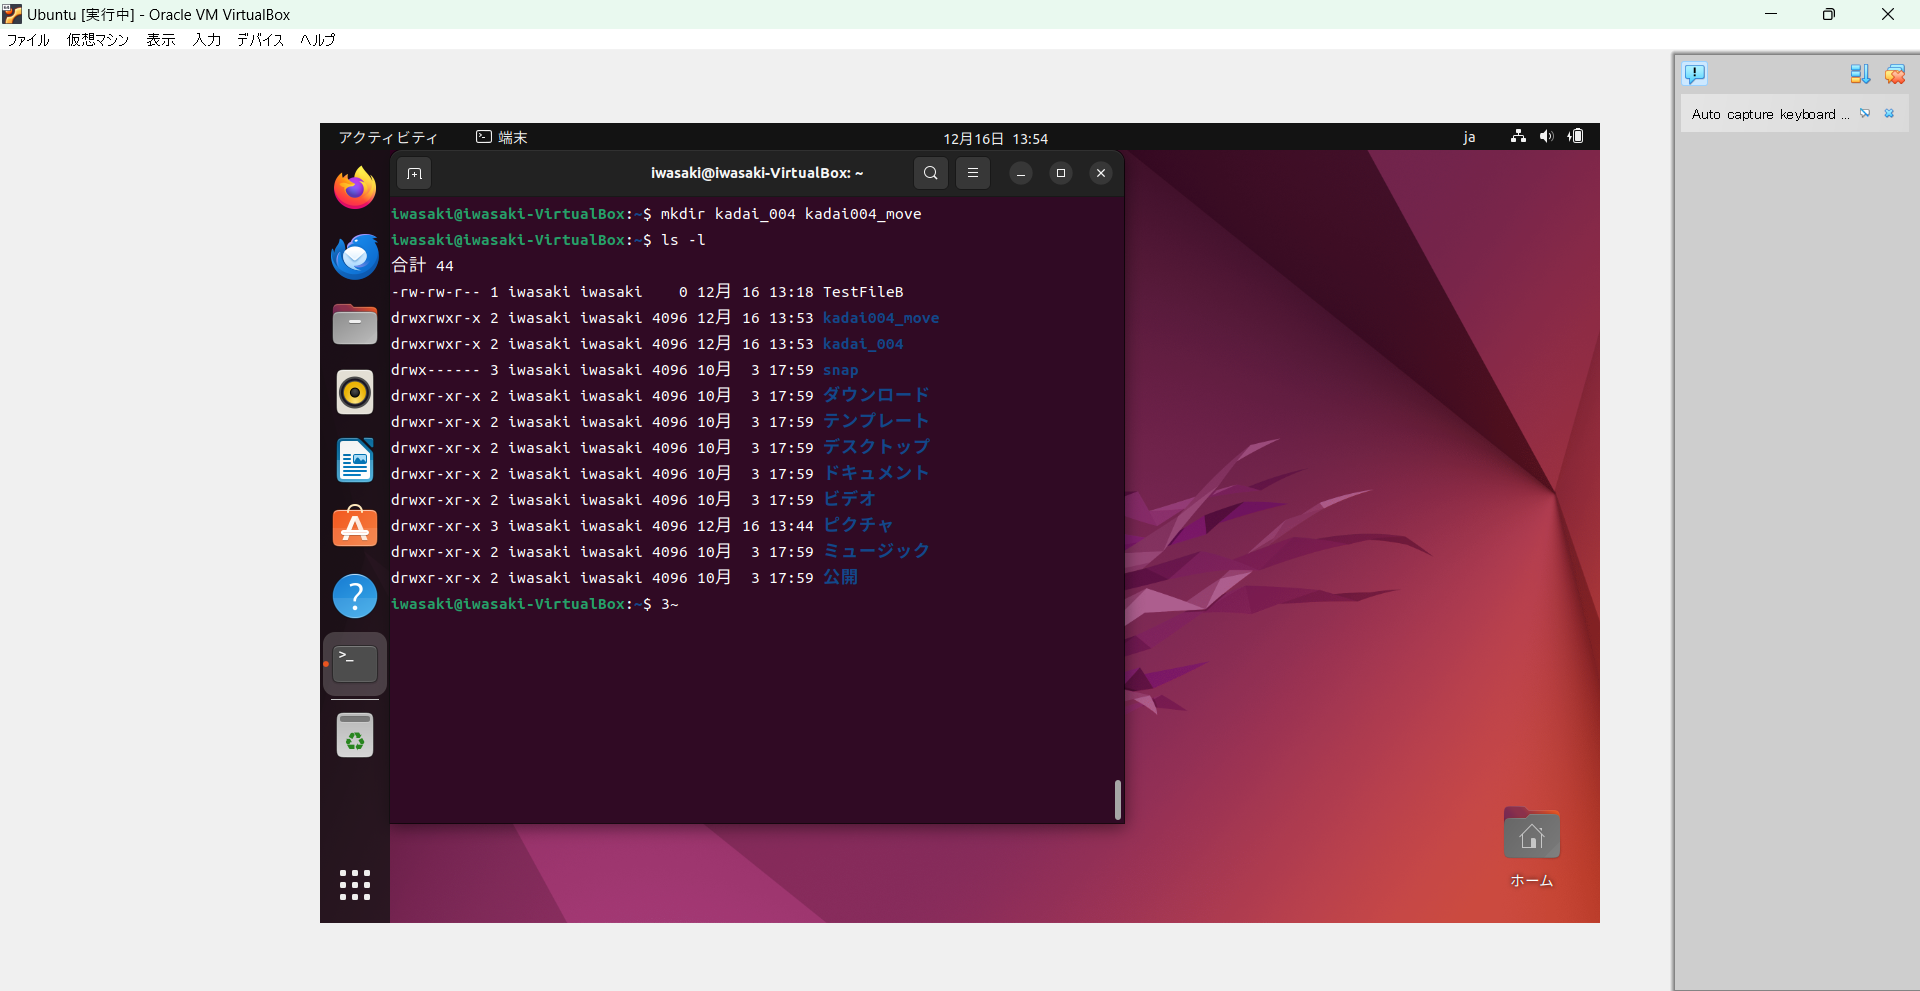 Ubuntu [実行中] - Oracle VM VirtualBox
ファイル 仮想マシン 表示 入力 デバイス ヘルプ
Auto capture keyboard ...
アクティビティ 端末 12月16日 13:54 ja
iwasaki@iwasaki-VirtualBox: ~
iwasaki@iwasaki-VirtualBox:~$ mkdir kadai_004 kadai004_move
iwasaki@iwasaki-VirtualBox:~$ ls -l
合計 44
-rw-rw-r-- 1 iwasaki iwasaki    0 12月 16 13:18 TestFileB
drwxrwxr-x 2 iwasaki iwasaki 4096 12月 16 13:53 kadai004_move
drwxrwxr-x 2 iwasaki iwasaki 4096 12月 16 13:53 kadai_004
drwx------ 3 iwasaki iwasaki 4096 10月  3 17:59 snap
drwxr-xr-x 2 iwasaki iwasaki 4096 10月  3 17:59 ダウンロード
drwxr-xr-x 2 iwasaki iwasaki 4096 10月  3 17:59 テンプレート
drwxr-xr-x 2 iwasaki iwasaki 4096 10月  3 17:59 デスクトップ
drwxr-xr-x 2 iwasaki iwasaki 4096 10月  3 17:59 ドキュメント
drwxr-xr-x 2 iwasaki iwasaki 4096 10月  3 17:59 ビデオ
drwxr-xr-x 3 iwasaki iwasaki 4096 12月 16 13:44 ピクチャ
drwxr-xr-x 2 iwasaki iwasaki 4096 10月  3 17:59 ミュージック
drwxr-xr-x 2 iwasaki iwasaki 4096 10月  3 17:59 公開
iwasaki@iwasaki-VirtualBox:~$ 3~
ホーム